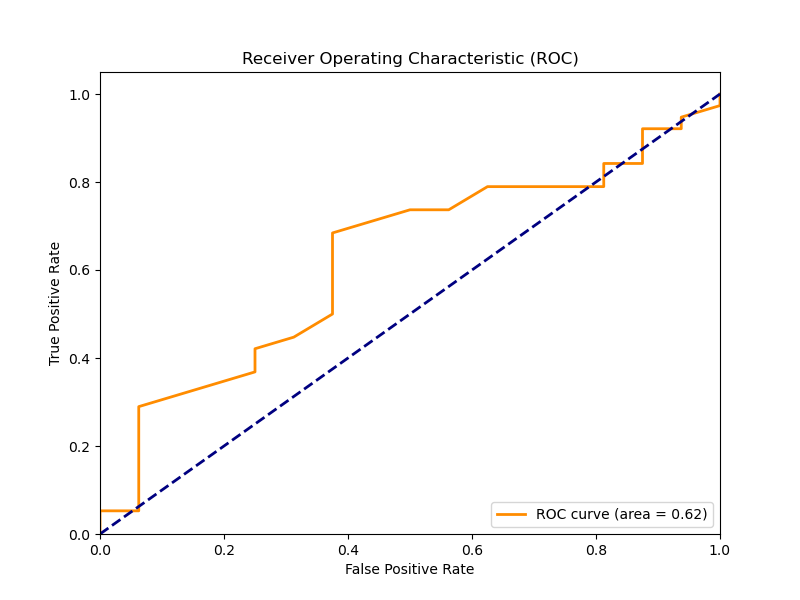 Receiver Operating Characteristic (ROC)
1.0
0.8
0.6
0.4
0.2
0.0
True Positive Rate
ROC curve (area = 0.62)
0.0 0.2 0.4 0.6 0.8 1.0
False Positive Rate